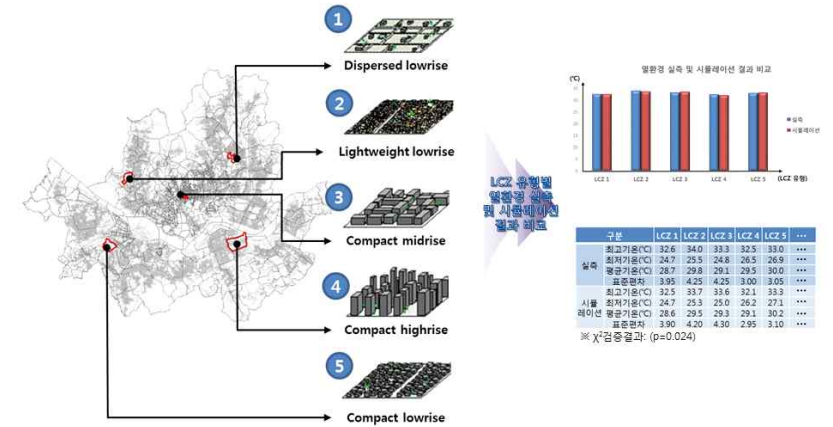 1
Dispersed lowrise
2
Lightweight lowrise
3
Compact midrise
4
Compact highrise
5
Compact lowrise
LCZ 유형별
열환경 실측
및 시뮬레이션
결과 비교
열환경 실측 및 시뮬레이션 결과 비교
(℃)
실측
시뮬레이션
LCZ 1 LCZ 2 LCZ 3 LCZ 4 LCZ 5 (LCZ 유형)
구분 LCZ 1 LCZ 2 LCZ 3 LCZ 4 LCZ 5 ···
실측 최고기온(℃) 32.6 34.0 33.3 32.5 33.0 ···
최저기온(℃) 24.7 25.5 24.8 26.5 26.9 ···
평균기온(℃) 28.7 29.8 29.1 29.5 30.0 ···
표준편차 3.95 4.25 4.25 3.00 3.05 ···
시뮬레이션 최고기온(℃) 32.5 33.7 33.6 32.1 33.3 ···
최저기온(℃) 24.7 25.3 25.0 26.2 27.1 ···
평균기온(℃) 28.6 29.5 29.3 29.1 30.2 ···
표준편차 3.90 4.20 4.30 2.95 3.10 ···
※ χ²검증결과: (p=0.024)